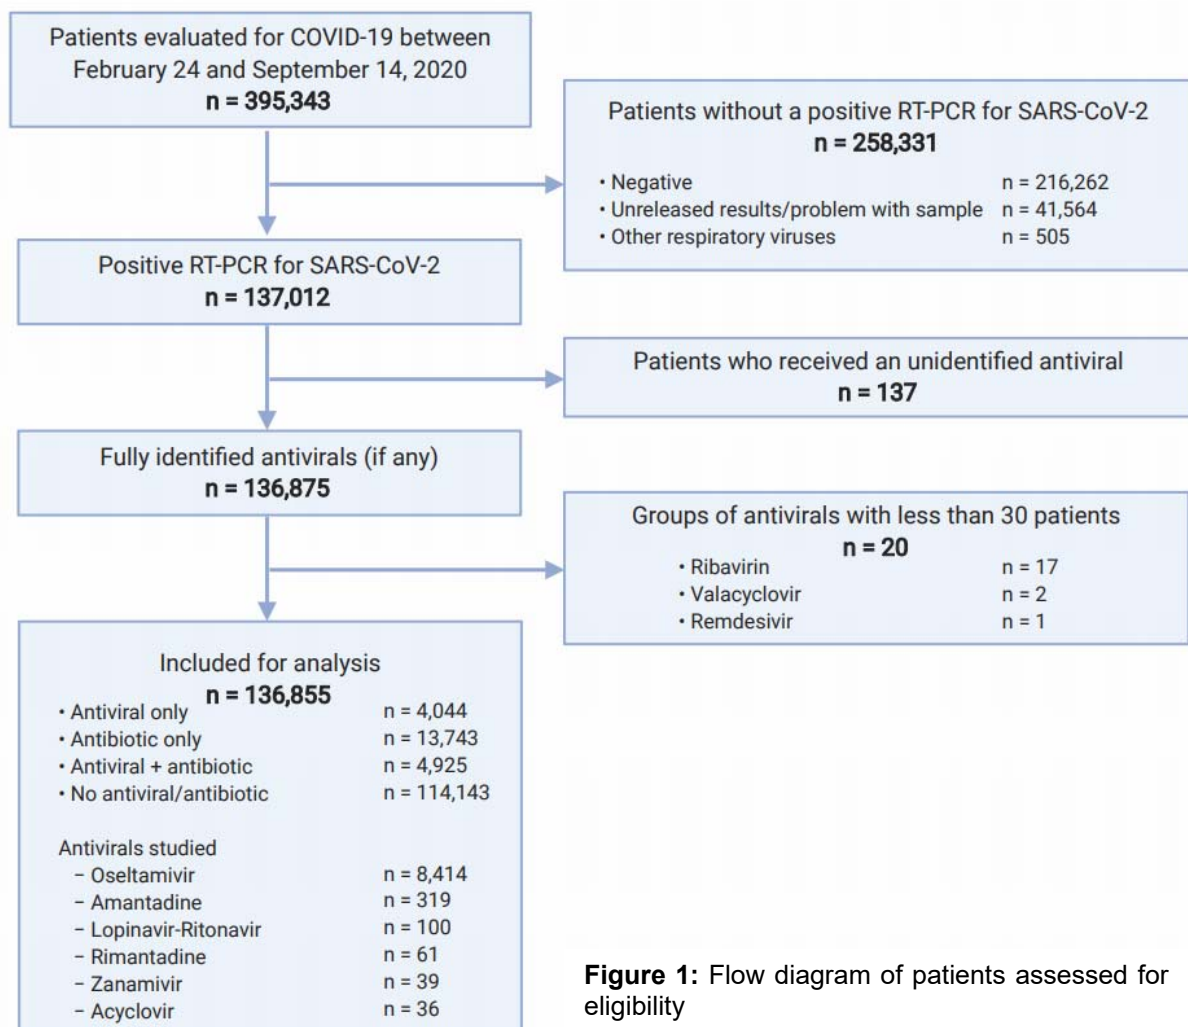 Patients evaluated for COVID-19 between
February 24 and September 14, 2020
n = 395,343
Patients without a positive RT-PCR for SARS-CoV-2
n = 258,331
• Negative n = 216,262
• Unreleased results/problem with sample n = 41,564
• Other respiratory viruses n = 505
Positive RT-PCR for SARS-CoV-2
n = 137,012
Patients who received an unidentified antiviral
n = 137
Fully identified antivirals (if any)
n = 136,875
Groups of antivirals with less than 30 patients
n = 20
• Ribavirin n = 17
• Valacyclovir n = 2
• Remdesivir n = 1
Included for analysis
n = 136,855
• Antiviral only n = 4,044
• Antibiotic only n = 13,743
• Antiviral + antibiotic n = 4,925
• No antiviral/antibiotic n = 114,143
Antivirals studied
– Oseltamivir n = 8,414
– Amantadine n = 319
– Lopinavir-Ritonavir n = 100
– Rimantadine n = 61
– Zanamivir n = 39
– Acyclovir n = 36
Figure 1: Flow diagram of patients assessed for
eligibility